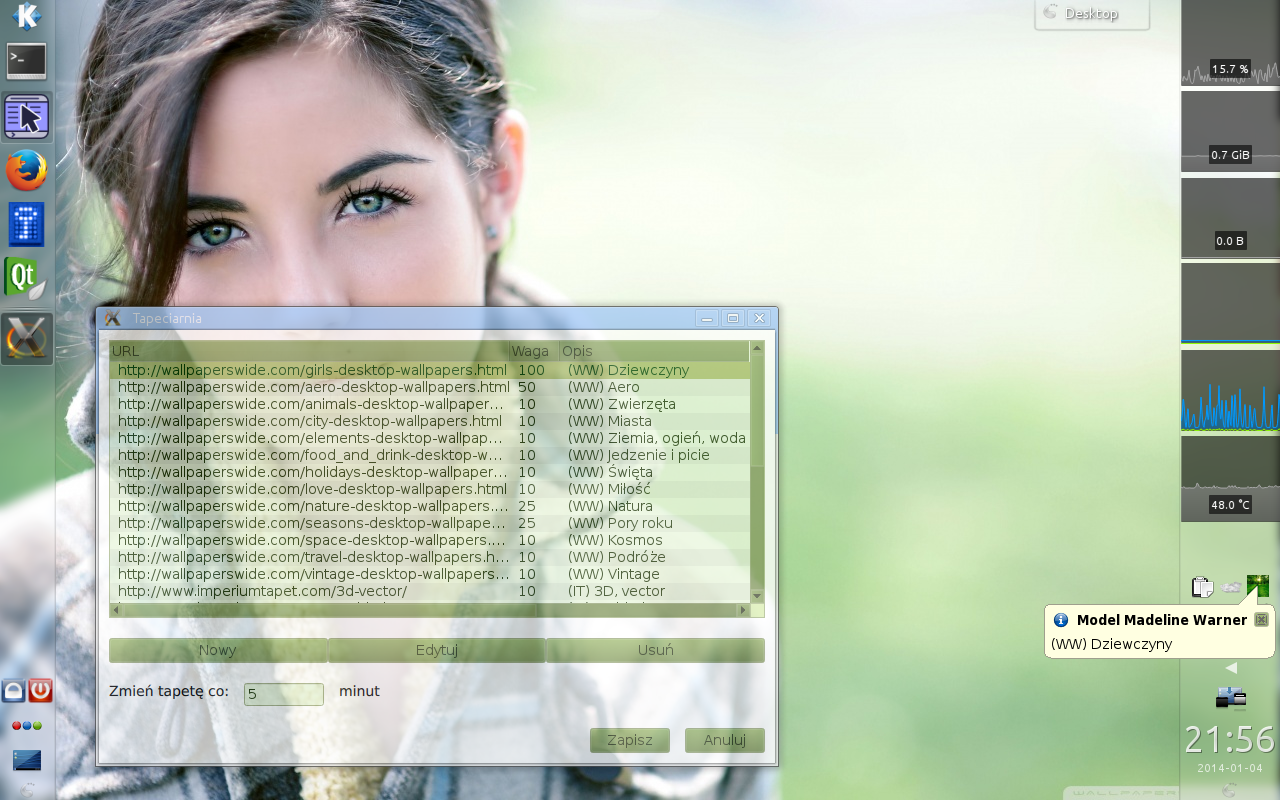 Desktop
15.7 %
0.7 GiB
0.0 B
48.0 °C
Tapeciarnia
URL Waga Opis
http://wallpaperswide.com/girls-desktop-wallpapers.html 100 (WW) Dziewczyny
http://wallpaperswide.com/aero-desktop-wallpapers.html 50 (WW) Aero
http://wallpaperswide.com/animals-desktop-wallpaper... 10 (WW) Zwierzęta
http://wallpaperswide.com/city-desktop-wallpapers.html 10 (WW) Miasta
http://wallpaperswide.com/elements-desktop-wallpap... 10 (WW) Ziemia, ogień, woda
http://wallpaperswide.com/food_and_drink-desktop-w... 10 (WW) Jedzenie i picie
http://wallpaperswide.com/holidays-desktop-wallpaper... 10 (WW) Święta
http://wallpaperswide.com/love-desktop-wallpapers.html 10 (WW) Miłość
http://wallpaperswide.com/nature-desktop-wallpapers.... 25 (WW) Natura
http://wallpaperswide.com/seasons-desktop-wallpape... 25 (WW) Pory roku
http://wallpaperswide.com/space-desktop-wallpapers.... 10 (WW) Kosmos
http://wallpaperswide.com/travel-desktop-wallpapers.h... 10 (WW) Podróże
http://wallpaperswide.com/vintage-desktop-wallpapers... 10 (WW) Vintage
http://www.imperiumtapet.com/3d-vector/ 10 (IT) 3D, vector
Nowy Edytuj Usuń
Zmień tapetę co: 5 minut
Zapisz Anuluj
Model Madeline Warner
(WW) Dziewczyny
21:56
2014-01-04
WALLPAPER